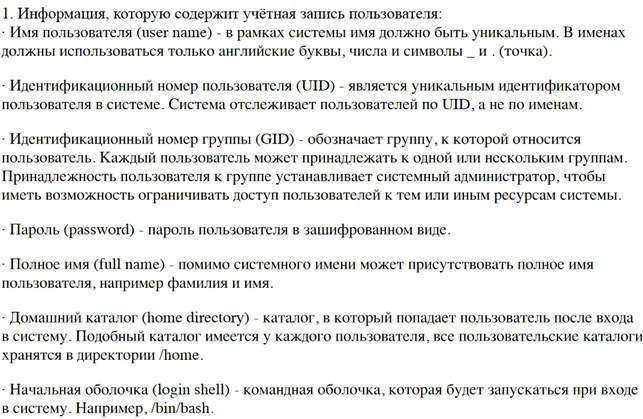 1. Информация, которую содержит учётная запись пользователя:
· Имя пользователя (user name) - в рамках системы имя должно быть уникальным. В именах
должны использоваться только английские буквы, числа и символы _ и . (точка).
· Идентификационный номер пользователя (UID) - является уникальным идентификатором
пользователя в системе. Система отслеживает пользователей по UID, а не по именам.
· Идентификационный номер группы (GID) - обозначает группу, к которой относится
пользователь. Каждый пользователь может принадлежать к одной или нескольким группам.
Принадлежность пользователя к группе устанавливает системный администратор, чтобы
иметь возможность ограничивать доступ пользователей к тем или иным ресурсам системы.
· Пароль (password) - пароль пользователя в зашифрованном виде.
· Полное имя (full name) - помимо системного имени может присутствовать полное имя
пользователя, например фамилия и имя.
· Домашний каталог (home directory) - каталог, в который попадает пользователь после входа
в систему. Подобный каталог имеется у каждого пользователя, все пользовательские каталоги
хранятся в директории /home.
· Начальная оболочка (login shell) - командная оболочка, которая будет запускаться при входе
в систему. Например, /bin/bash.